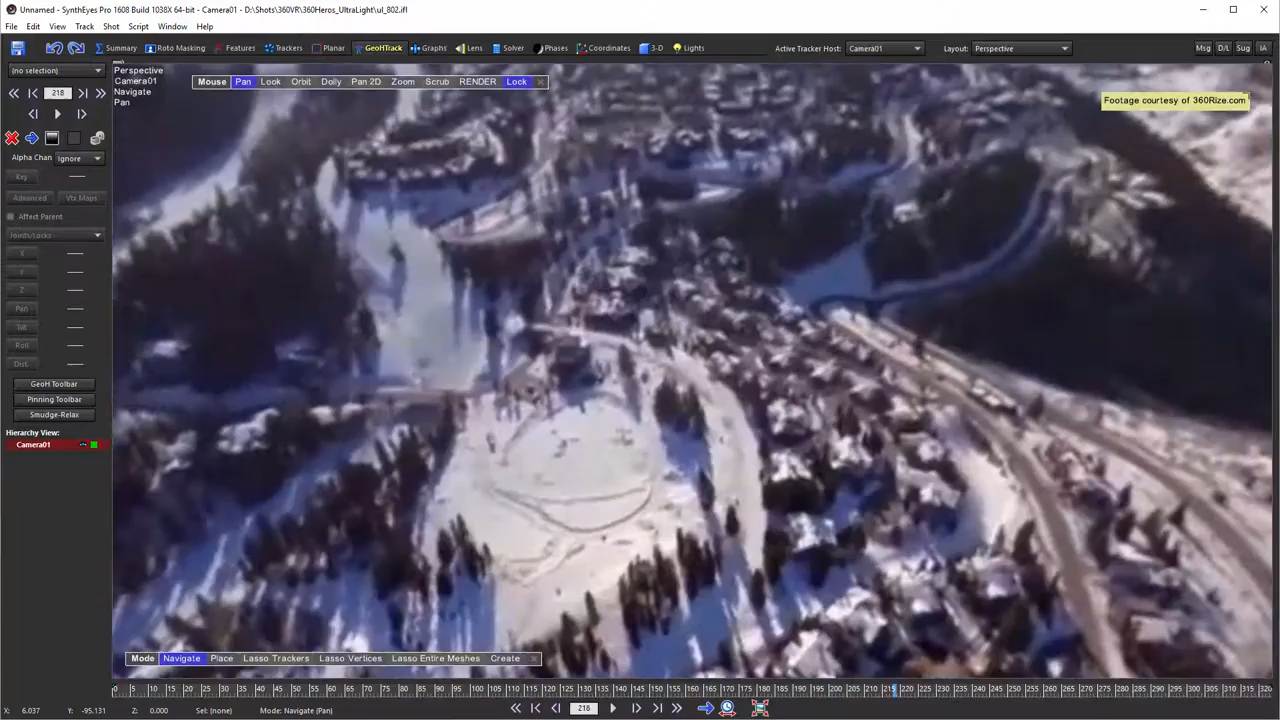 Unnamed - SynthEyes Pro 1608 Build 1038X 64-bit - Camera01 - D:\Shots\360VR\360Heros_UltraLight\ul_802.ifl
File Edit View Track Shot Script Window Help
Summary Roto Masking Features Trackers Planar GeoHTrack Graphs Lens Solver Phases Coordinates 3-D Lights Active Tracker Host: Camera01 Layout: Perspective Msg D/L Sug IA
(no selection)
Perspective
Camera01
Navigate
Pan
Mouse Pan Look Orbit Dolly Pan 2D Zoom Scrub RENDER Lock
Footage courtesy of 360Rize.com
218
Alpha Chan Ignore
Key
Advanced Vtx Maps
Affect Parent
Joints/Locks
X
Y
Z
Pan
Tilt
Roll
Dist.
GeoH Toolbar
Pinning Toolbar
Smudge-Relax
Hierarchy View:
Camera01
Mode Navigate Place Lasso Trackers Lasso Vertices Lasso Entire Meshes Create
0 5 10 15 20 25 30 35 40 45 50 55 60 65 70 75 80 85 90 95 100 105 110 115 120 125 130 135 140 145 150 155 160 165 170 175 180 185 190 195 200 205 210 215 220 225 230 235 240 245 250 255 260 265 270 275 280 285 290 295 300 305 310 315 320
218
X: 6.037 Y: -95.131 Z: 0.000 Sel: (none) Mode: Navigate (Pan)